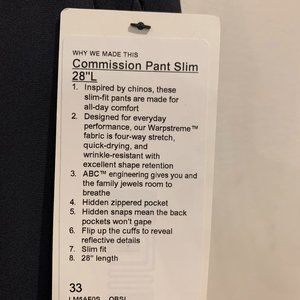 WHY WE MADE THIS
Commission Pant Slim
28"L
1. Inspired by chinos, these
slim-fit pants are made for
all-day comfort
2. Designed for everyday
performance, our Warpstreme™
fabric is four-way stretch,
quick-drying, and
wrinkle-resistant with
excellent shape retention
3. ABC™ engineering gives you and
the family jewels room to
breathe
4. Hidden zippered pocket
5. Hidden snaps mean the back
pockets won't gape
6. Flip up the cuffs to reveal
reflective details
7. Slim fit
8. 28" length
33